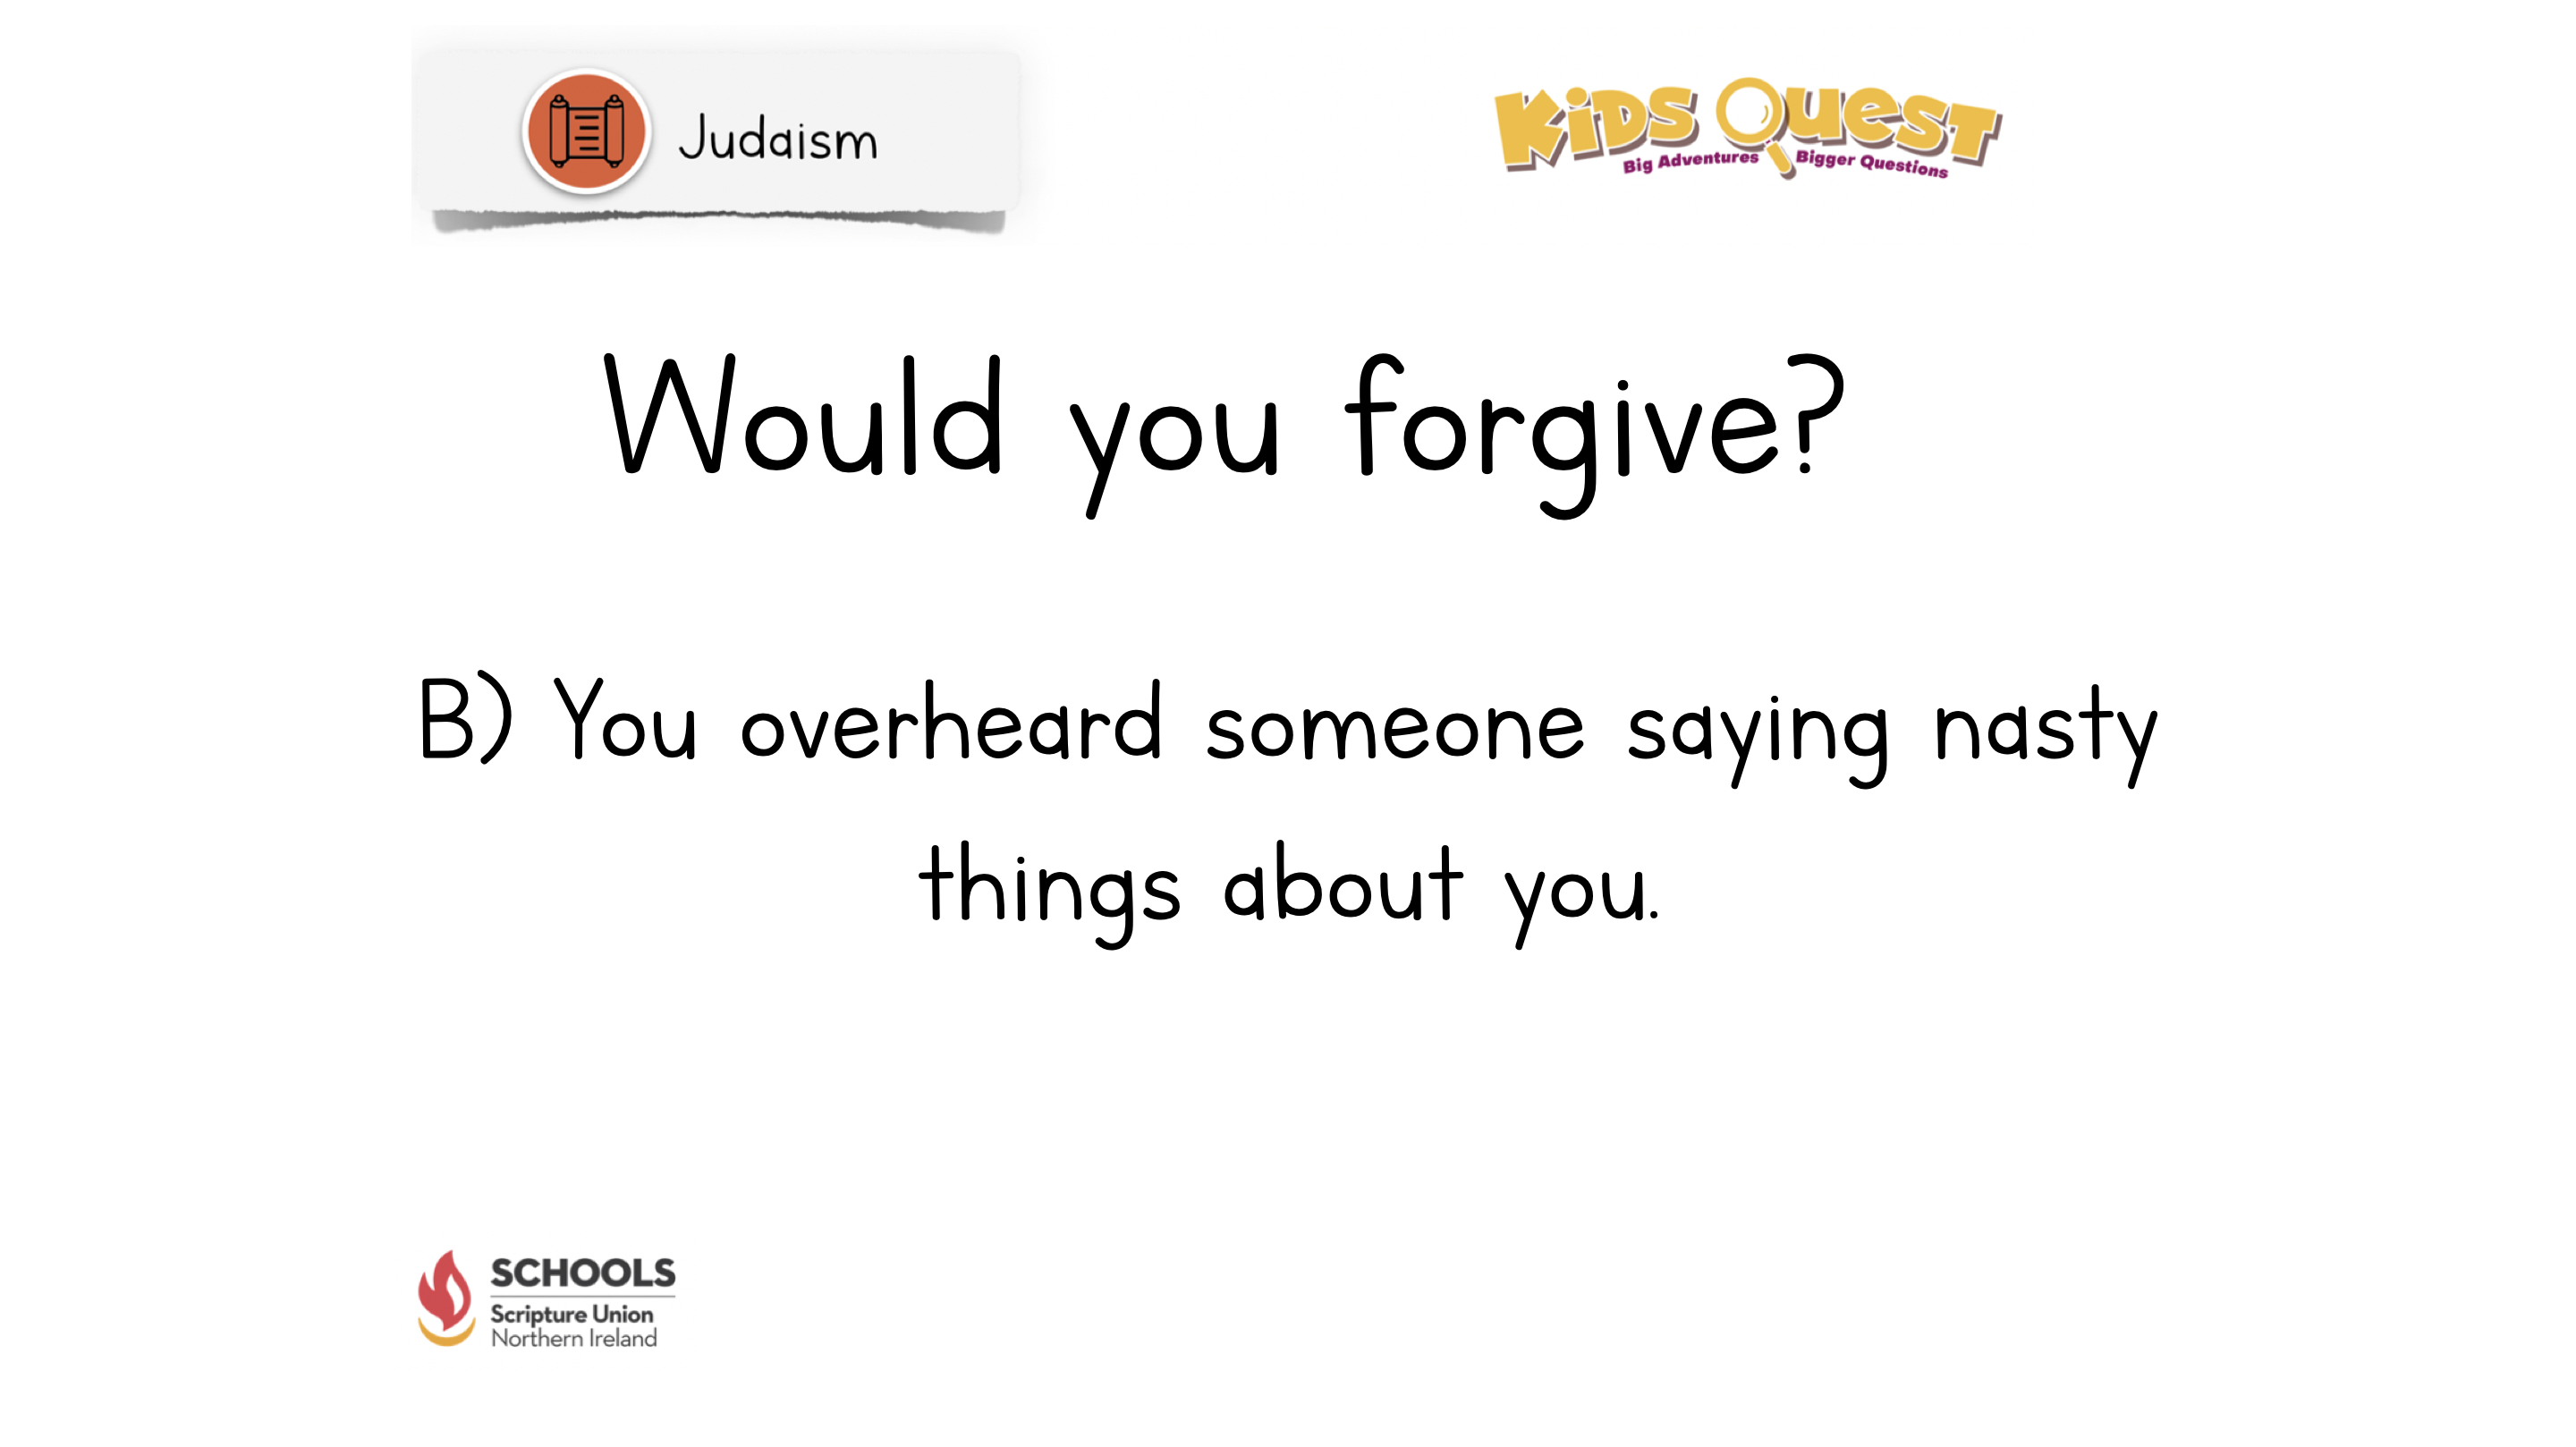 Judaism
KiDS QUEST
Big Adventures Bigger Questions
Would you forgive?
B) You overheard someone saying nasty
things about you.
SCHOOLS
Scripture Union
Northern Ireland